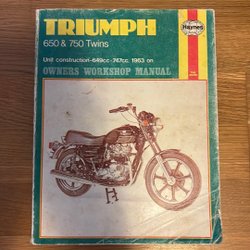 TRIUMPH
Haynes
650 & 750 Twins
Unit construction-649cc-747cc. 1963 on
OWNERS WORKSHOP MANUAL